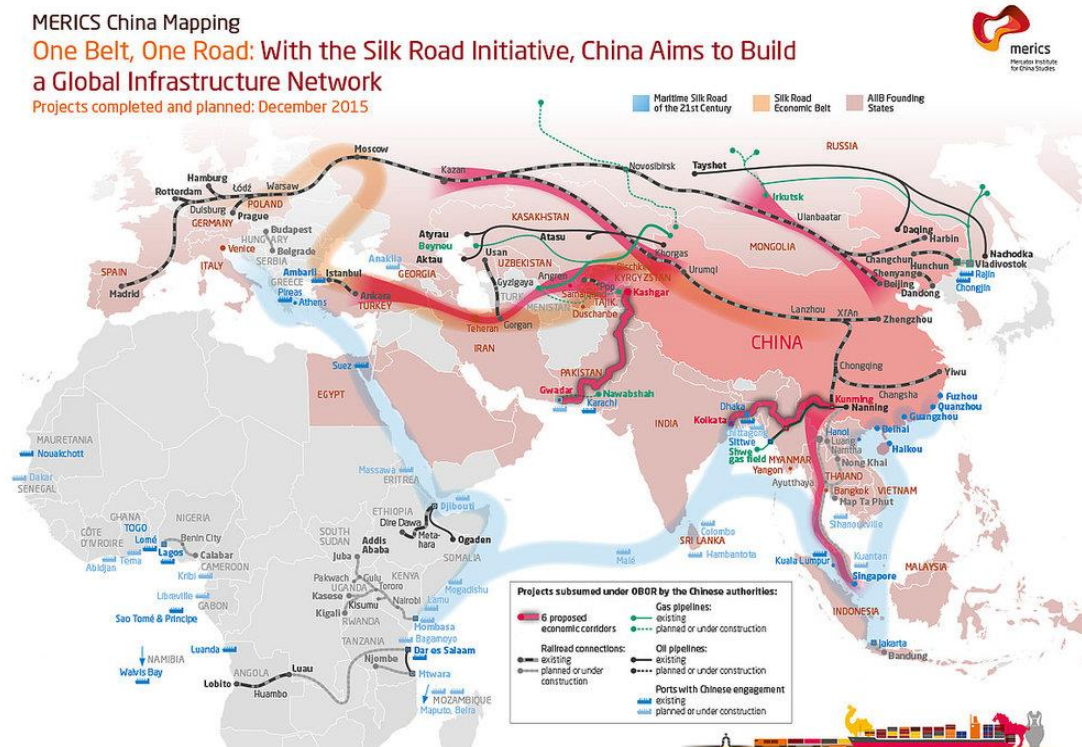 MERICS China Mapping
One Belt, One Road: With the Silk Road Initiative, China Aims to Build
a Global Infrastructure Network
Projects completed and planned: December 2015
merics
Mercator Institute
for China Studies
Maritime Silk Road
of the 21st Century
Silk Road
Economic Belt
AIIB Founding
States
RUSSIA
Moscow
Kazan
Novosibirsk
Tayshet
Irkutsk
Hamburg
Rotterdam
Łódź
Warsaw
POLAND
Duisburg
GERMANY
Prague
Budapest
HUNGARY
Belgrade
SERBIA
Venice
ITALY
SPAIN
Madrid
KASAKHSTAN
Atyrau
Beyneu
Aktau
Atasu
Usan
UZBEKISTAN
Khorgas
Urumqi
MONGOLIA
Ulanbaatar
Daqing
Harbin
Changchun
Hunchun
Shenyang
Beijing
Dandong
Nachodka
Vladivostok
Rajin
Chongjin
Anaklia
GEORGIA
Ambarli
Istanbul
GREECE
Pireas
Athens
Ankara
TURKEY
Gyzlgaya
Angren
Pop
Bischkek
KYRGYZSTAN
Samarqand
TAJIK.
TURK
MENISTAN
Duschanbe
Kashgar
Teheran
Gorgan
IRAN
Lanzhou
Xi'An
Zhengzhou
CHINA
Suez
EGYPT
PAKISTAN
Gwadar
Nawabshah
Karachi
INDIA
Chongqing
Yiwu
Changsha
Fuzhou
Quanzhou
Guangzhou
Kunming
Nanning
Beihai
Haikou
Dhaka
Kolkata
Chittagong
Sittwe
Shwe
gas field
MYANMAR
Yangon
Hanoi
Luang
Namtha
Nong Khai
THAILAND
Ayutthaya
Bangkok
Map Ta Phut
VIETNAM
Sihanoukville
MAURETANIA
Nouakchott
Dakar
SENEGAL
Massawa
ERITREA
Djibouti
ETHIOPIA
Dire Dawa
Meta-
hara
Ogaden
SOMALIA
Addis
Ababa
SOUTH
SUDAN
Juba
GHANA
CÔTE
D'IVOIRE
TOGO
Lomé
Tema
Abidjan
NIGERIA
Benin City
Lagos
Calabar
CAMEROON
Kribi
Libreville
GABON
Sao Tomé & Principe
Pakwach
Gulu
UGANDA
Tororo
KENYA
Kasese
Kisumu
Nairobi
Kigali
RWANDA
Mogadishu
Lamu
Mombasa
TANZANIA
Bagamoyo
Dar es Salaam
Njombe
Mtwara
Luanda
NAMIBIA
Walvis Bay
ANGOLA
Luau
Lobito
Huambo
MOZAMBIQUE
Maputo, Beira
Colombo
SRI LANKA
Hambantota
Malé
Kuala Lumpur
Kuantan
Singapore
MALAYSIA
INDONESIA
Jakarta
Bandung
Projects subsumed under OBOR by the Chinese authorities:
6 proposed
economic corridors
Railroad connections:
existing
planned or under
construction
Gas pipelines:
existing
planned or under construction
Oil pipelines:
existing
planned or under construction
Ports with Chinese engagement
existing
planned or under construction